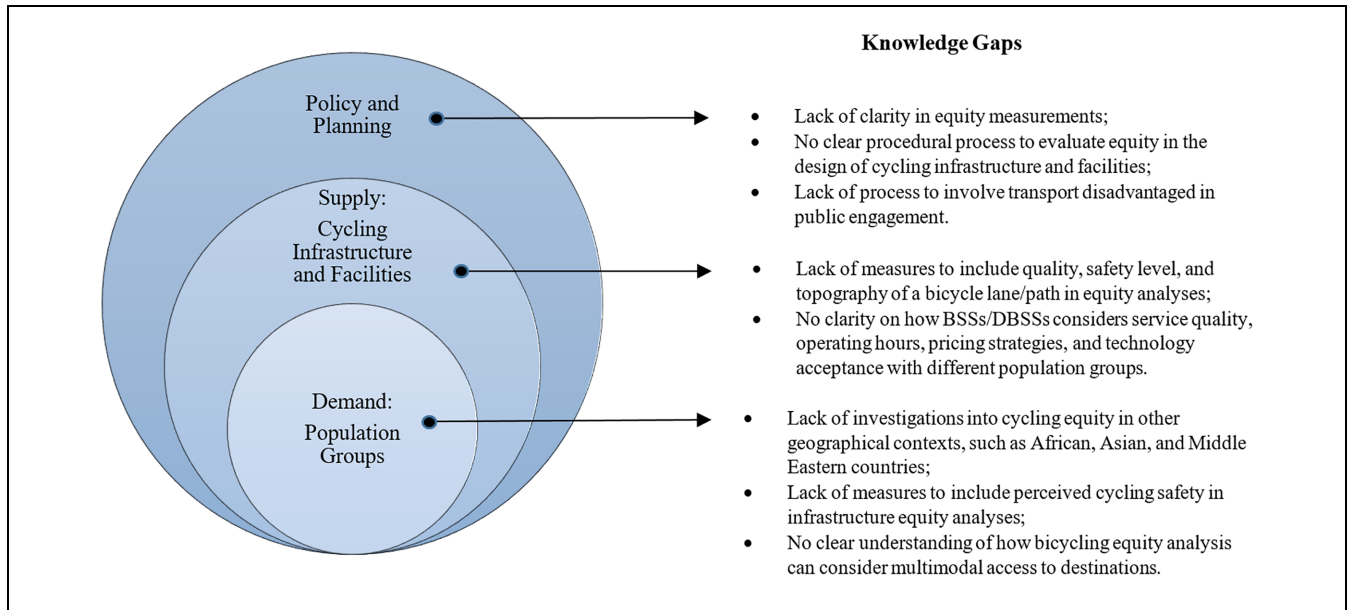 Knowledge Gaps
Policy and
Planning
• Lack of clarity in equity measurements;
• No clear procedural process to evaluate equity in the
design of cycling infrastructure and facilities;
• Lack of process to involve transport disadvantaged in
public engagement.
Supply:
Cycling
Infrastructure
and Facilities
• Lack of measures to include quality, safety level, and
topography of a bicycle lane/path in equity analyses;
• No clarity on how BSSs/DBSSs considers service quality,
operating hours, pricing strategies, and technology
acceptance with different population groups.
Demand:
Population
Groups
• Lack of investigations into cycling equity in other
geographical contexts, such as African, Asian, and Middle
Eastern countries;
• Lack of measures to include perceived cycling safety in
infrastructure equity analyses;
• No clear understanding of how bicycling equity analysis
can consider multimodal access to destinations.